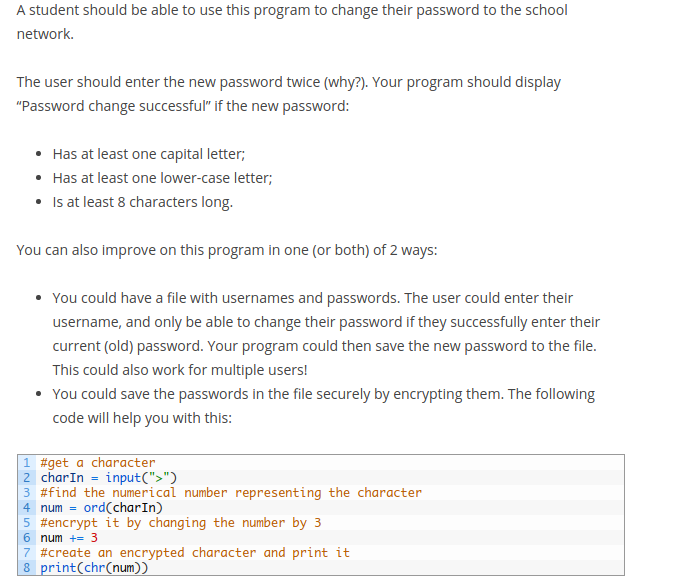 A student should be able to use this program to change their password to the school
network.
The user should enter the new password twice (why?). Your program should display
“Password change successful” if the new password:
• Has at least one capital letter;
• Has at least one lower-case letter;
• Is at least 8 characters long.
You can also improve on this program in one (or both) of 2 ways:
• You could have a file with usernames and passwords. The user could enter their
username, and only be able to change their password if they successfully enter their
current (old) password. Your program could then save the new password to the file.
This could also work for multiple users!
• You could save the passwords in the file securely by encrypting them. The following
code will help you with this:
1 #get a character
2 charIn = input(">")
3 #find the numerical number representing the character
4 num = ord(charIn)
5 #encrypt it by changing the number by 3
6 num += 3
7 #create an encrypted character and print it
8 print(chr(num))